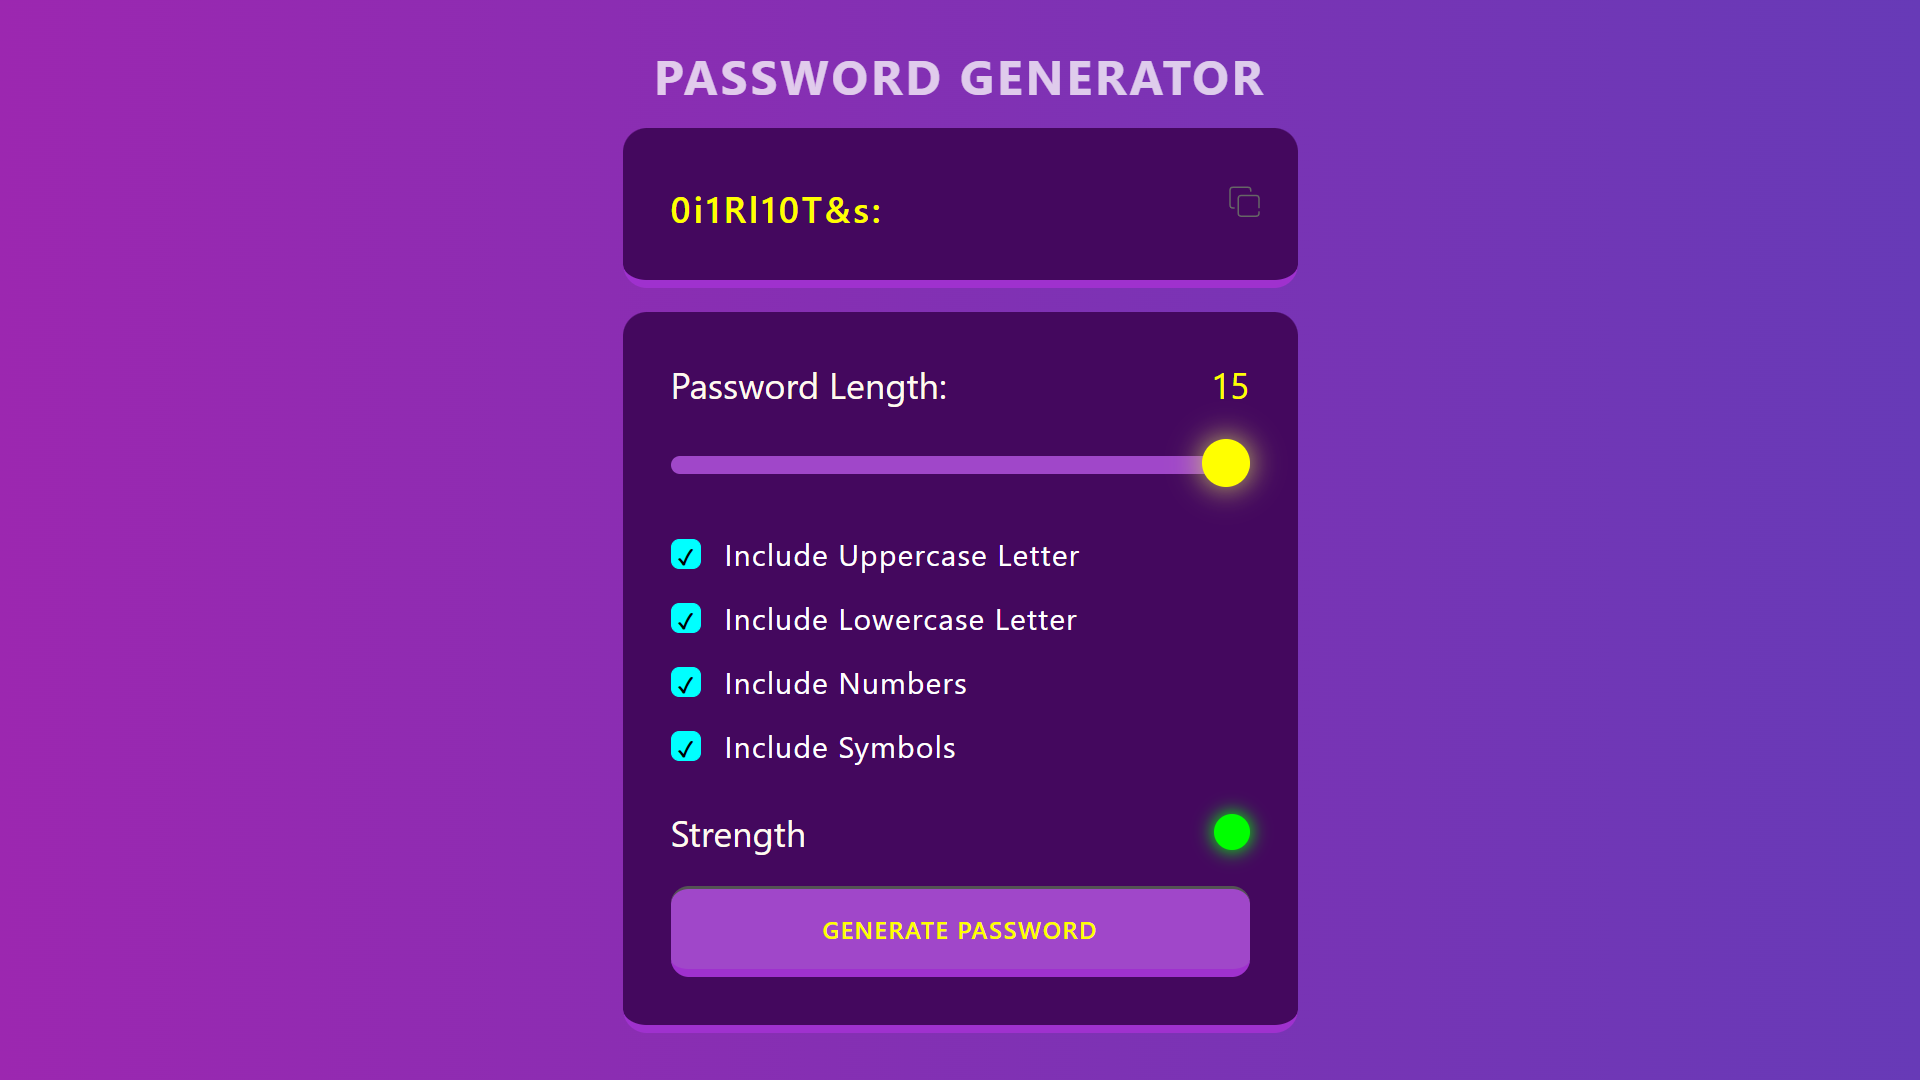 PASSWORD GENERATOR
0i1Rl10T&s:
Password Length: 15
Include Uppercase Letter
Include Lowercase Letter
Include Numbers
Include Symbols
Strength
GENERATE PASSWORD